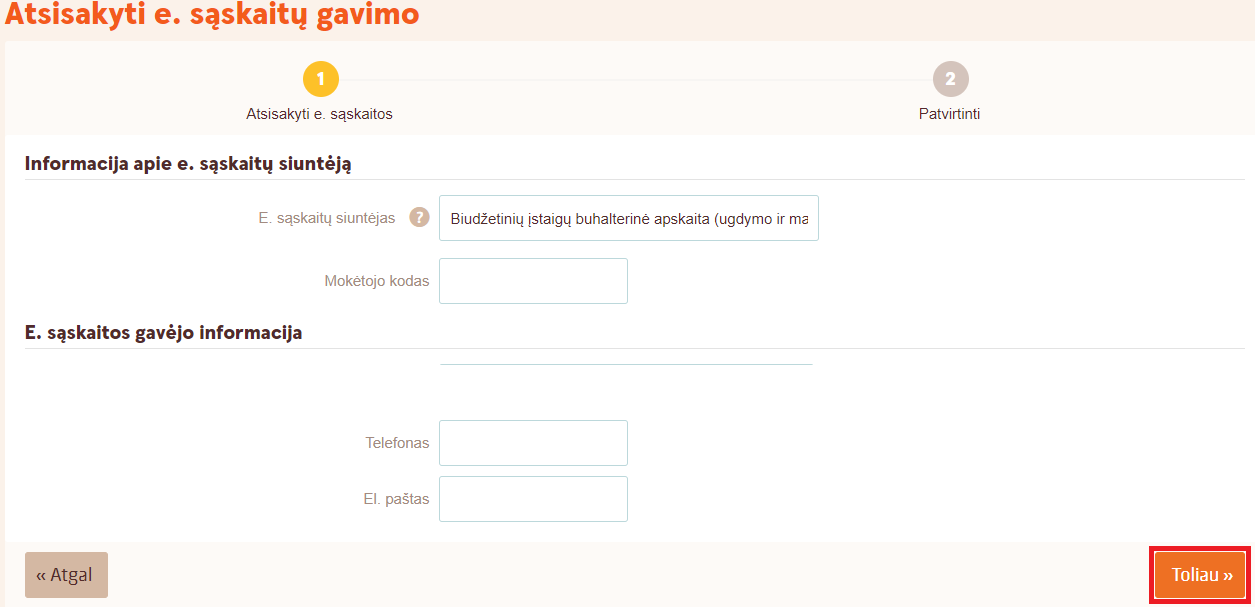 Atsisakyti e. sąskaitų gavimo
1
2
Atsisakyti e. sąskaitos
Patvirtinti
Informacija apie e. sąskaitų siuntėją
E. sąskaitų siuntėjas ? Biudžetinių įstaigų buhalterinė apskaita (ugdymo ir ma
Mokėtojo kodas
E. sąskaitos gavėjo informacija
Telefonas
El. paštas
« Atgal
Toliau »